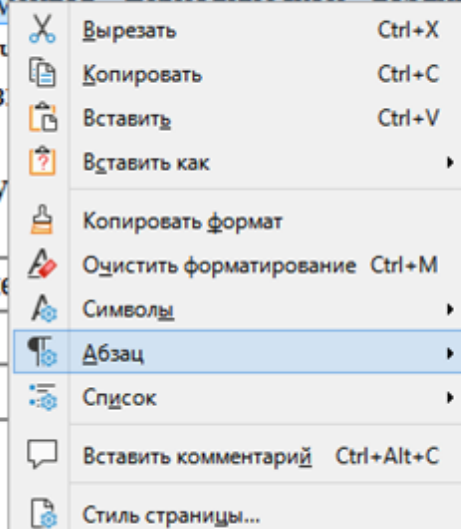 Вырезать Ctrl+X
Копировать Ctrl+C
Вставить Ctrl+V
Вставить как
Копировать формат
Очистить форматирование Ctrl+M
Символы
Абзац
Список
Вставить комментарий Ctrl+Alt+C
Стиль страницы...